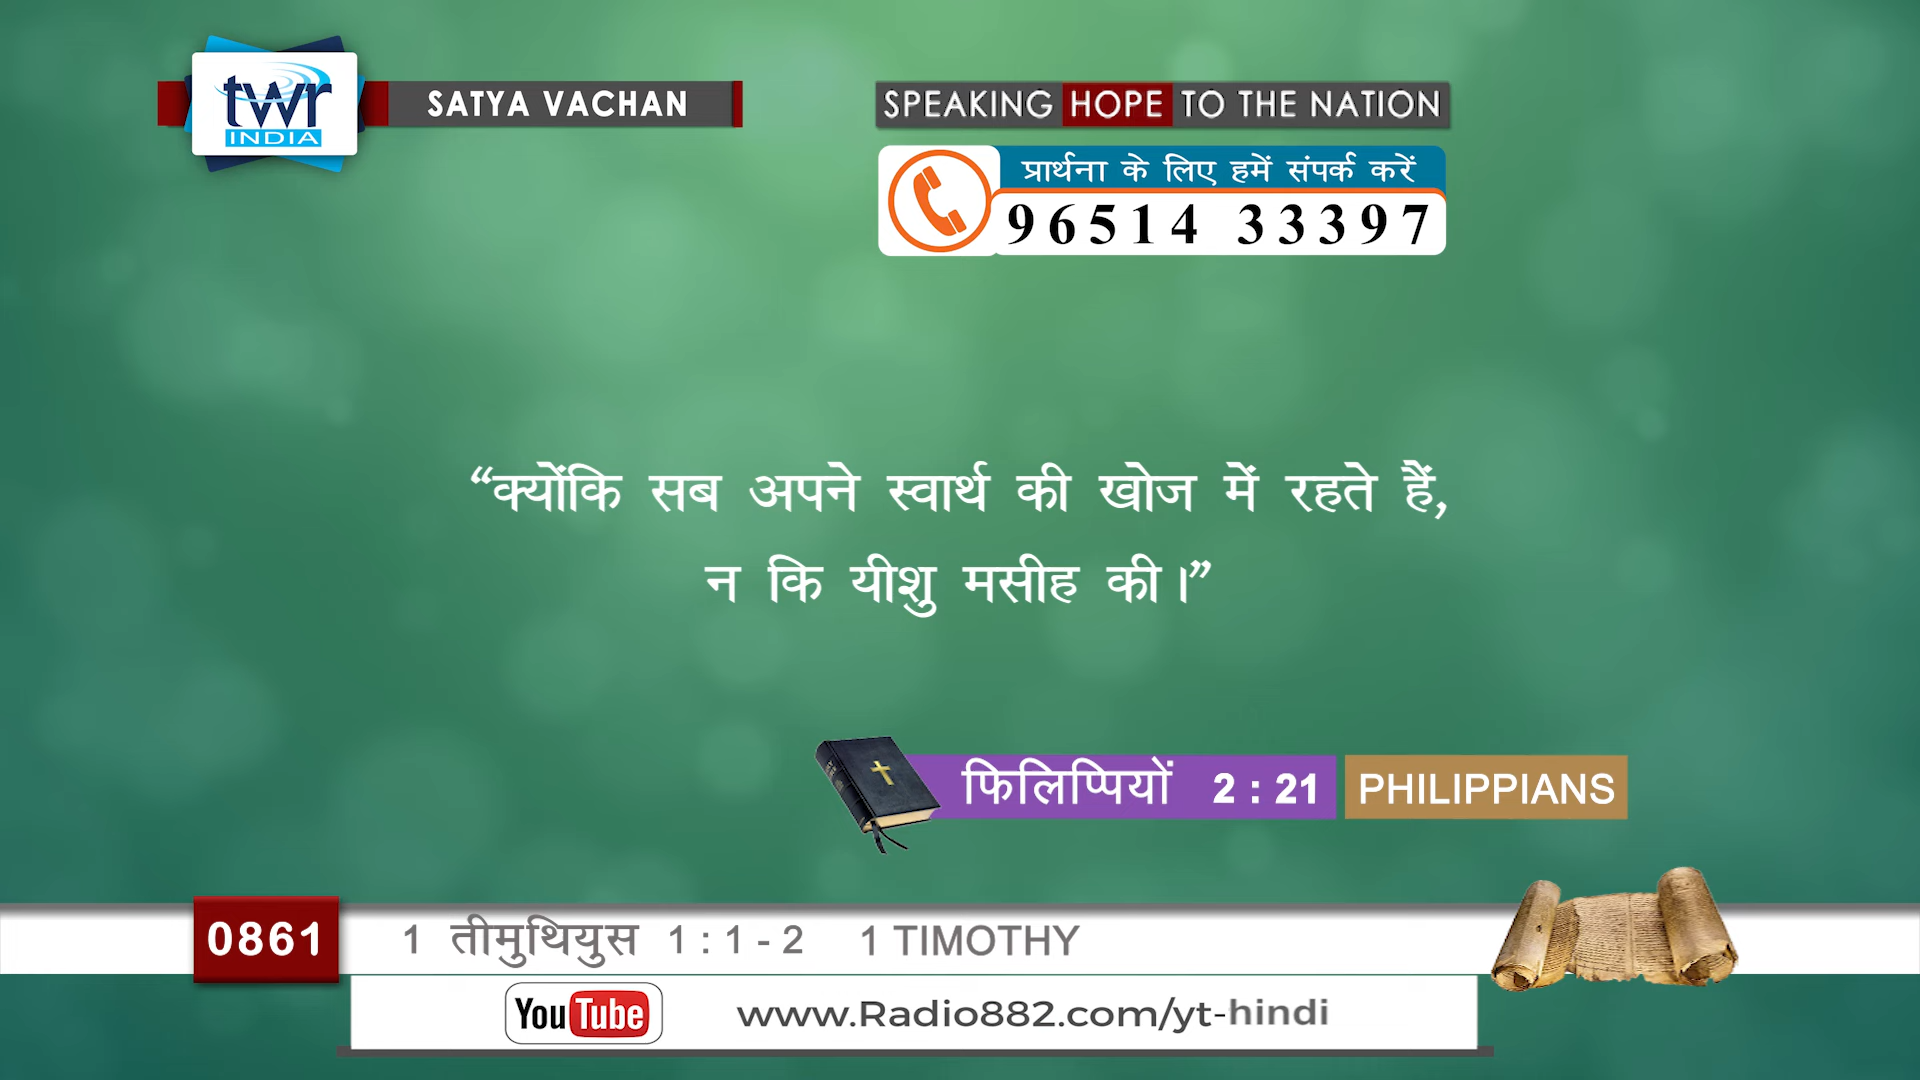 twr
INDIA
SATYA VACHAN
SPEAKING HOPE TO THE NATION
प्रार्थना के लिए हमें संपर्क करें
96514 33397
“क्योंकि सब अपने स्वार्थ की खोज में रहते हैं,
न कि यीशु मसीह की।”
फिलिप्पियों 2 : 21 PHILIPPIANS
0861 1 तीमुथियुस 1 : 1 - 2 1 TIMOTHY
YouTube www.Radio882.com/yt-hindi